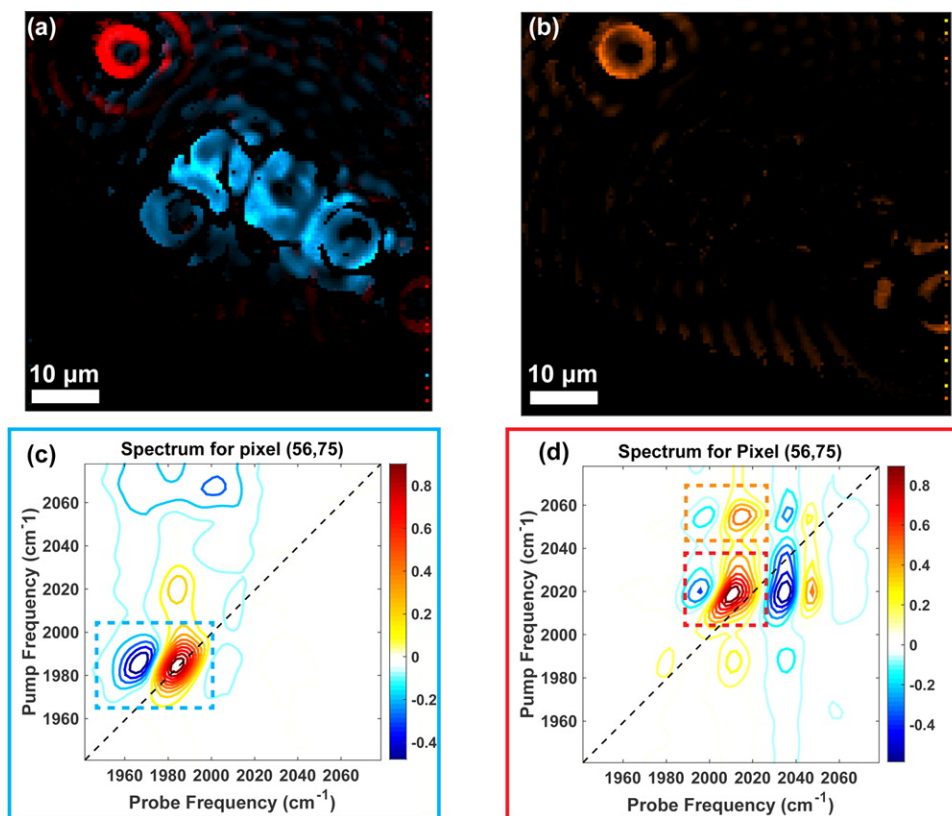 (a)
10 µm
(b)
10 µm
(c)
Spectrum for pixel (56,75)
Pump Frequency (cm-1)
2060
2040
2020
2000
1980
1960
1960 1980 2000 2020 2040 2060
Probe Frequency (cm-1)
0.8
0.6
0.4
0.2
0
-0.2
-0.4
(d)
Spectrum for Pixel (56,75)
Pump Frequency (cm-1)
2060
2040
2020
2000
1980
1960
1960 1980 2000 2020 2040 2060
Probe Frequency (cm-1)
0.8
0.6
0.4
0.2
0
-0.2
-0.4